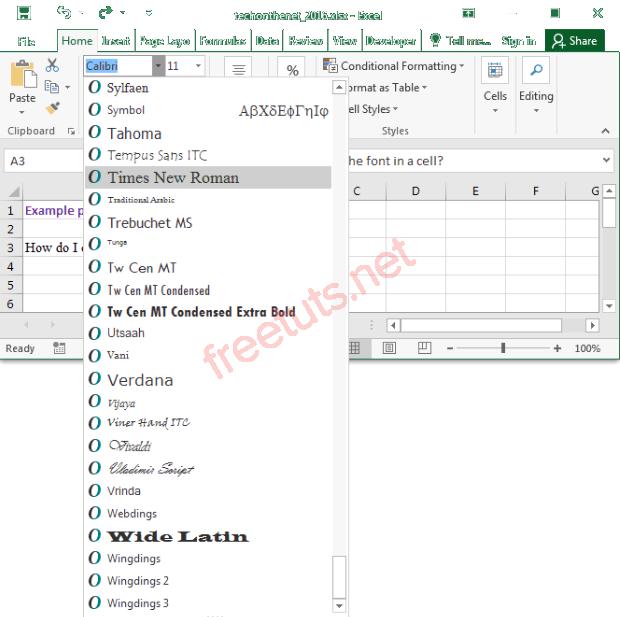 techonthenet_2016.xlsx - Excel
File Home Insert Page Layo Formulas Data Review View Developer Tell me... Sign in Share
Calibri 11
Paste
Clipboard
%
Conditional Formatting
ormat as Table
ell Styles
Styles
Cells
Editing
A3
he font in a cell?
C D E F G
1 Example p
2
3 How do I c
4
5
6
Ready
100%
Sylfaen
Symbol ΑβΧδΕϕΓηΙφ
Tahoma
Tempus Sans ITC
Times New Roman
Traditional Arabic
Trebuchet MS
Tunga
Tw Cen MT
Tw Cen MT Condensed
Tw Cen MT Condensed Extra Bold
Utsaah
Vani
Verdana
Vijaya
Viner Hand ITC
Vivaldi
Vladimir Script
Vrinda
Webdings
Wide Latin
Wingdings
Wingdings 2
Wingdings 3
freetuts.net